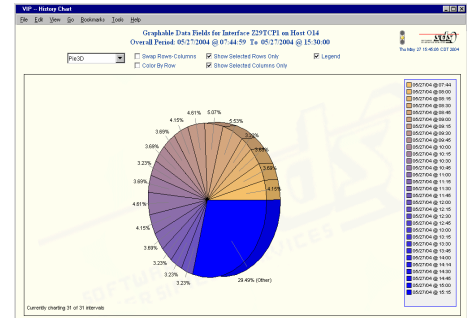 VIP -- History Chart
File Edit View Go Bookmarks Tools Help
Graphable Data Fields for Interface Z29TCP1 on Host O14
Overall Period: 05/27/2004 @ 07:44:59 To 05/27/2004 @ 15:30:00
Thu May 27 15:45:09 CDT 2004
Pie3D
Swap Rows-Columns
Show Selected Rows Only
Legend
Color By Row
Show Selected Columns Only
4.61%
5.07%
5.53%
4.15%
3.69%
3.69%
3.69%
3.23%
3.69%
4.15%
4.61%
4.15%
3.69%
3.23%
3.23%
3.23%
29.49% (Other)
05/27/04 @ 07:44
05/27/04 @ 08:00
05/27/04 @ 08:15
05/27/04 @ 08:30
05/27/04 @ 08:45
05/27/04 @ 09:00
05/27/04 @ 09:15
05/27/04 @ 09:30
05/27/04 @ 09:45
05/27/04 @ 10:00
05/27/04 @ 10:15
05/27/04 @ 10:30
05/27/04 @ 10:45
05/27/04 @ 11:00
05/27/04 @ 11:15
05/27/04 @ 11:30
05/27/04 @ 11:45
05/27/04 @ 12:00
05/27/04 @ 12:15
05/27/04 @ 12:30
05/27/04 @ 12:45
05/27/04 @ 13:00
05/27/04 @ 13:15
05/27/04 @ 13:30
05/27/04 @ 13:45
05/27/04 @ 14:00
05/27/04 @ 14:14
05/27/04 @ 14:30
05/27/04 @ 14:45
05/27/04 @ 15:00
05/27/04 @ 15:15
Currently charting 31 of 31 intervals